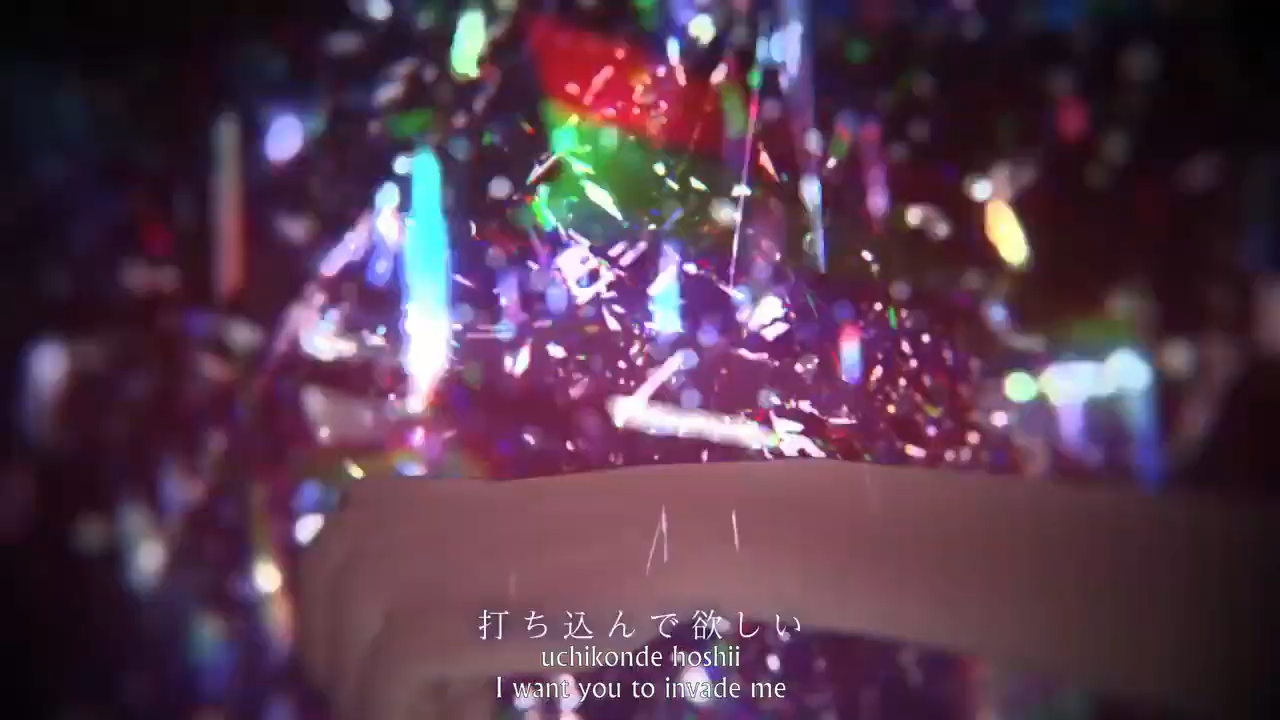 打ち込んで欲しい
uchikonde hoshii
I want you to invade me